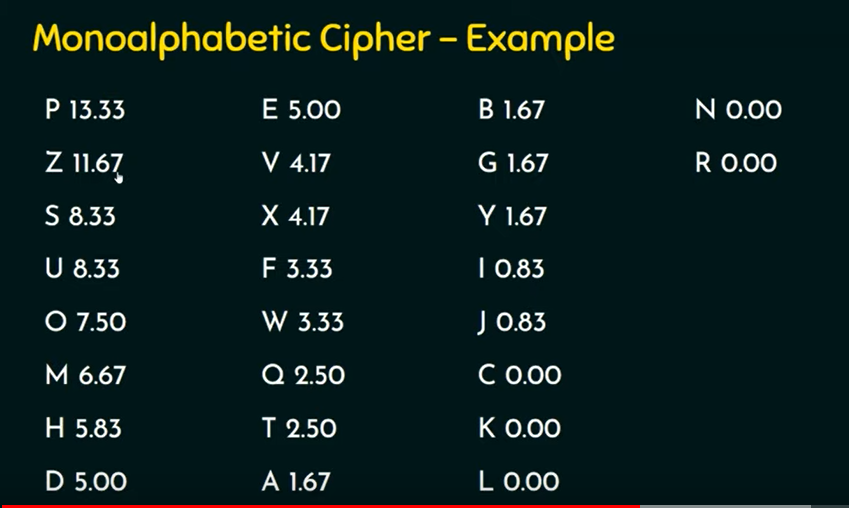 Monoalphabetic Cipher – Example
P 13.33
Z 11.67
S 8.33
U 8.33
O 7.50
M 6.67
H 5.83
D 5.00
E 5.00
V 4.17
X 4.17
F 3.33
W 3.33
Q 2.50
T 2.50
A 1.67
B 1.67
G 1.67
Y 1.67
I 0.83
J 0.83
C 0.00
K 0.00
L 0.00
N 0.00
R 0.00